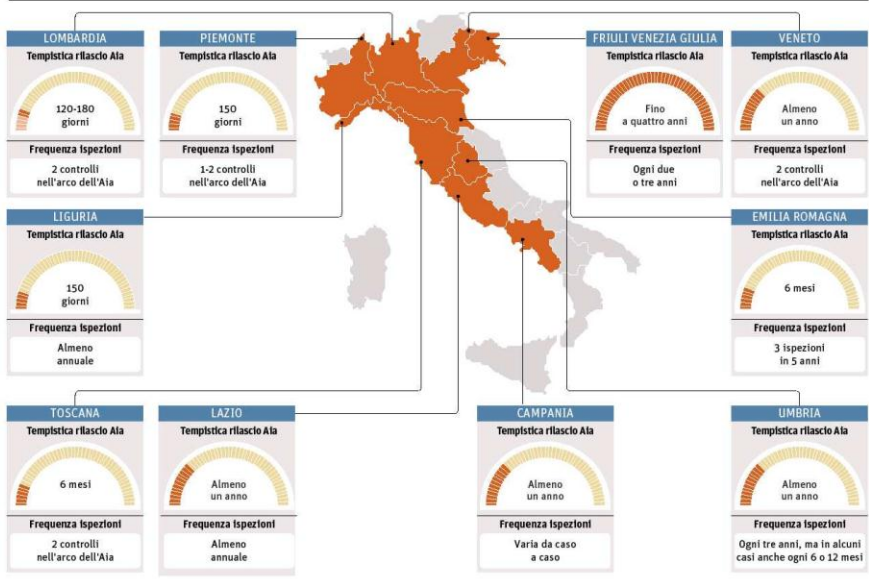 LOMBARDIA
Tempistica rilascio Aia
120-180
giorni
Frequenza ispezioni
2 controlli
nell'arco dell'Aia
PIEMONTE
Tempistica rilascio Aia
150
giorni
Frequenza ispezioni
1-2 controlli
nell'arco dell'Aia
FRIULI VENEZIA GIULIA
Tempistica rilascio Aia
Fino
a quattro anni
Frequenza ispezioni
Ogni due
o tre anni
VENETO
Tempistica rilascio Aia
Almeno
un anno
Frequenza ispezioni
2 controlli
nell'arco dell'Aia
LIGURIA
Tempistica rilascio Aia
150
giorni
Frequenza ispezioni
Almeno
annuale
EMILIA ROMAGNA
Tempistica rilascio Aia
6 mesi
Frequenza ispezioni
3 ispezioni
in 5 anni
TOSCANA
Tempistica rilascio Aia
6 mesi
Frequenza ispezioni
2 controlli
nell'arco dell'Aia
LAZIO
Tempistica rilascio Aia
Almeno
un anno
Frequenza ispezioni
Almeno
annuale
CAMPANIA
Tempistica rilascio Aia
Almeno
un anno
Frequenza ispezioni
Varia da caso
a caso
UMBRIA
Tempistica rilascio Aia
Almeno
un anno
Frequenza ispezioni
Ogni tre anni, ma in alcuni
casi anche ogni 6 o 12 mesi